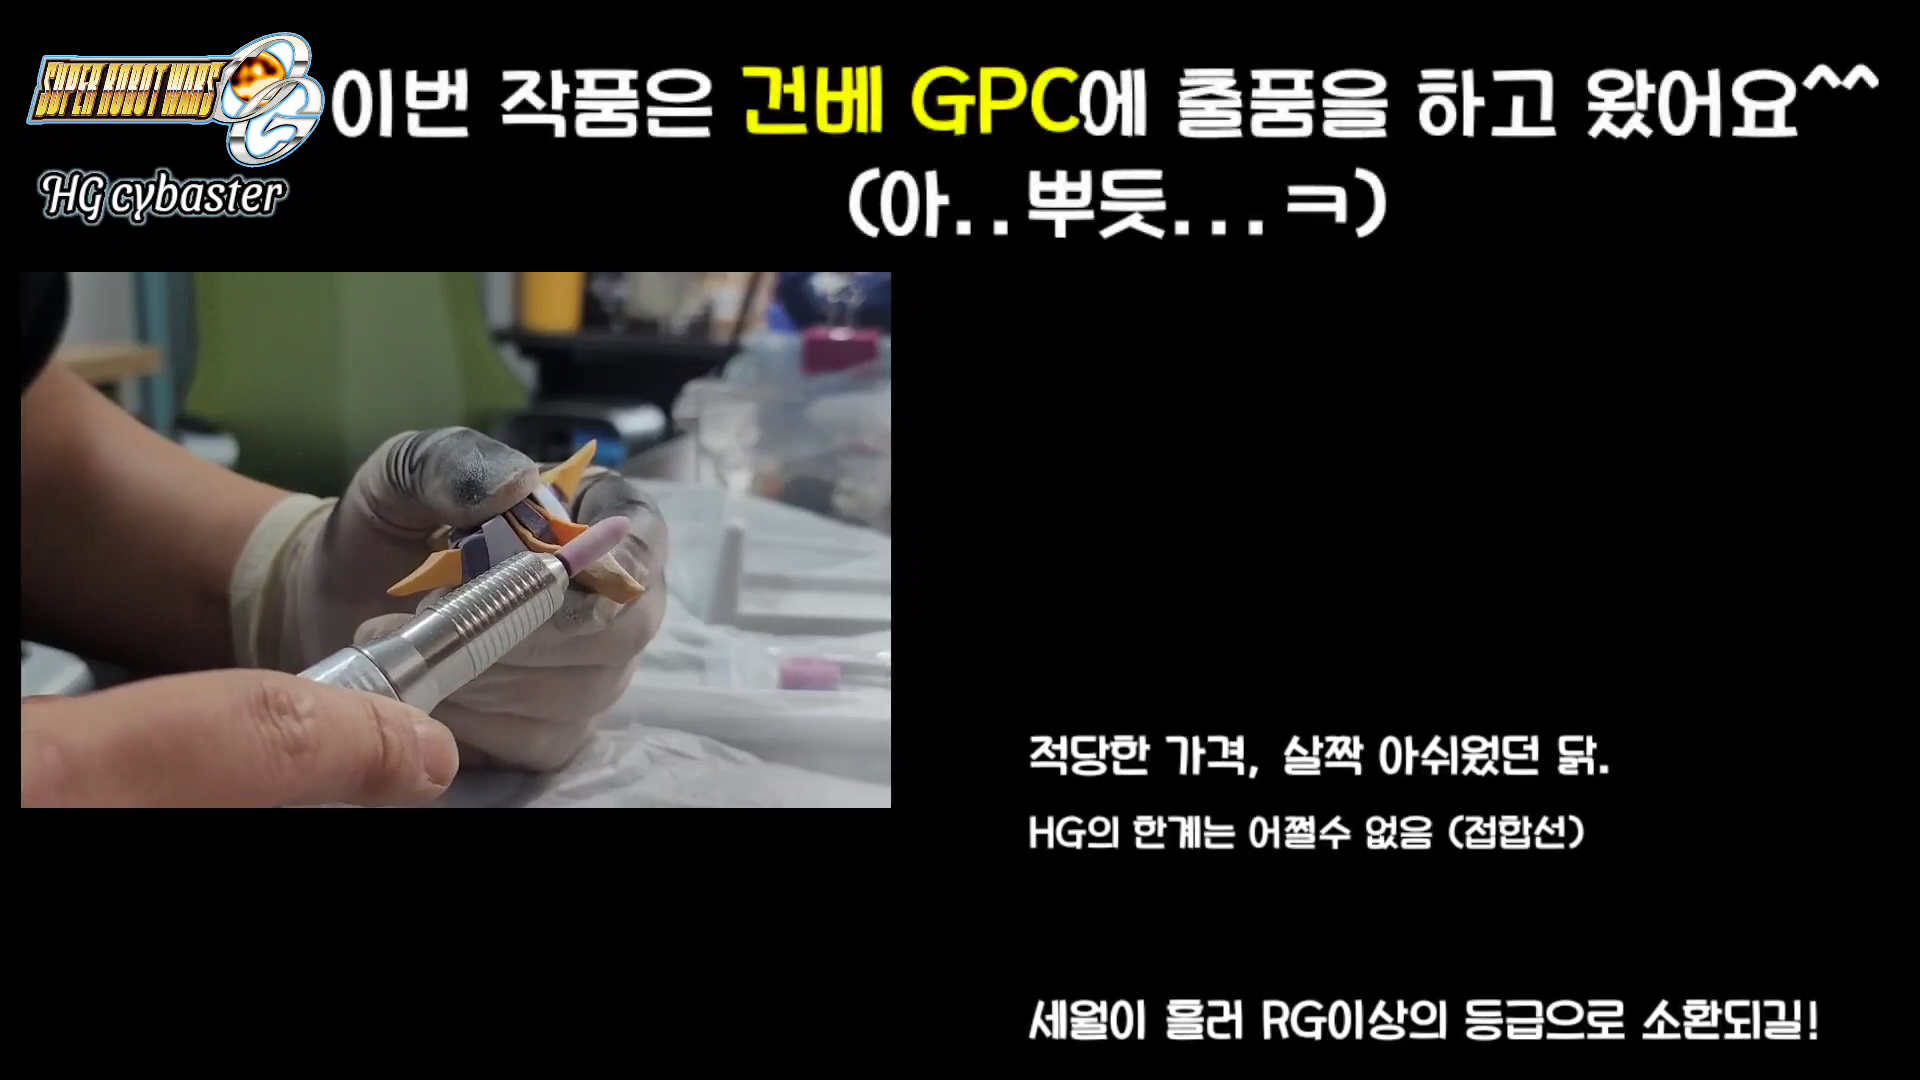 SUPER ROBOT WARS OG
HG cybaster
이번 작품은 건베 GPC에 출품을 하고 왔어요^^
(아..뿌듯...ㅋ)
적당한 가격, 살짝 아쉬웠던 닭.
HG의 한계는 어쩔수 없음 (접합선)
세월이 흘러 RG이상의 등급으로 소환되길!